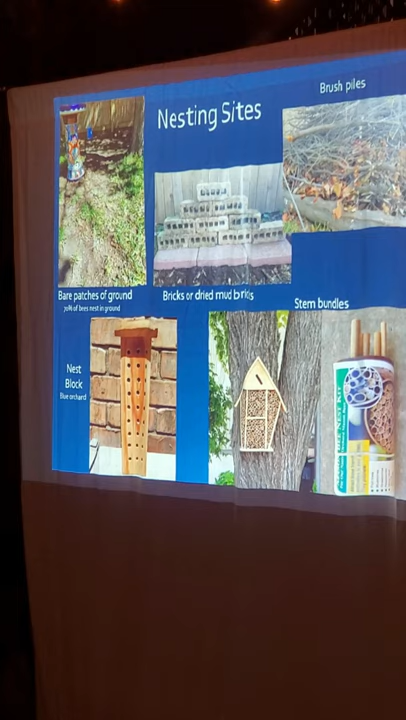 Nesting Sites
Brush piles
Bare patches of ground
70% of bees nest in ground
Bricks or dried mud bricks
Stem bundles
Nest
Block
Blue orchard